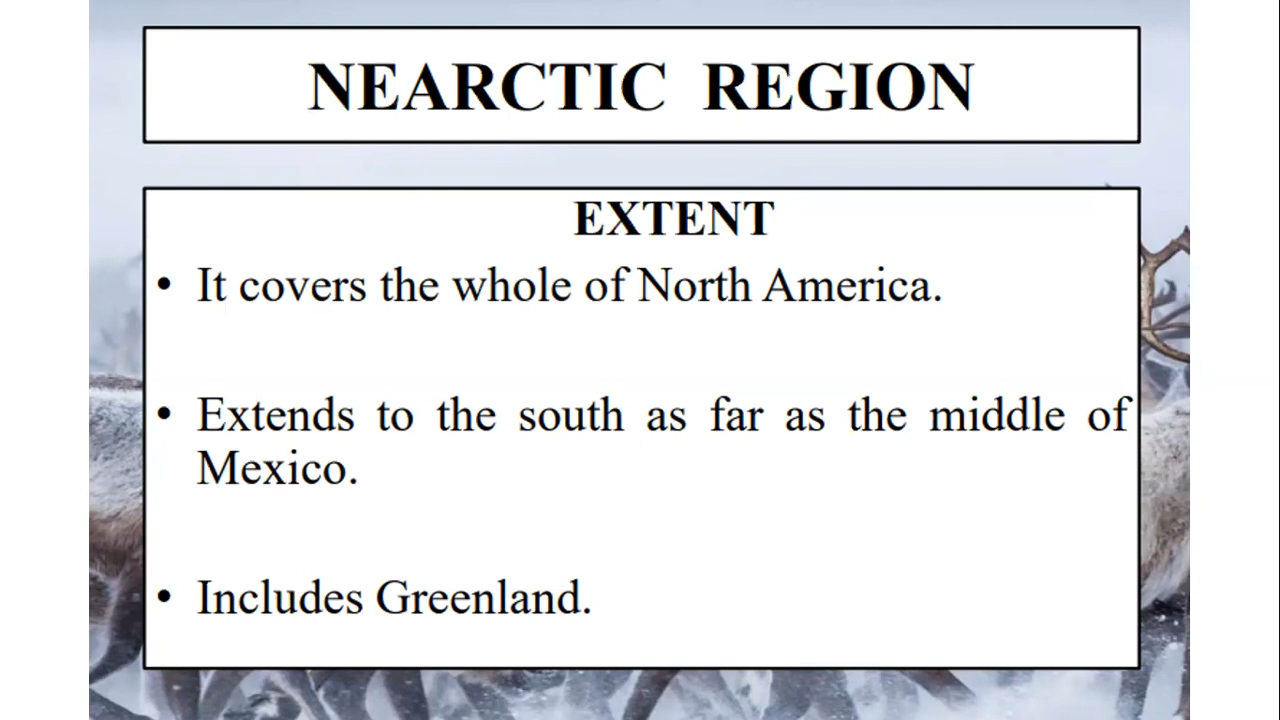 NEARCTIC REGION
EXTENT
• It covers the whole of North America.
• Extends to the south as far as the middle of
Mexico.
• Includes Greenland.